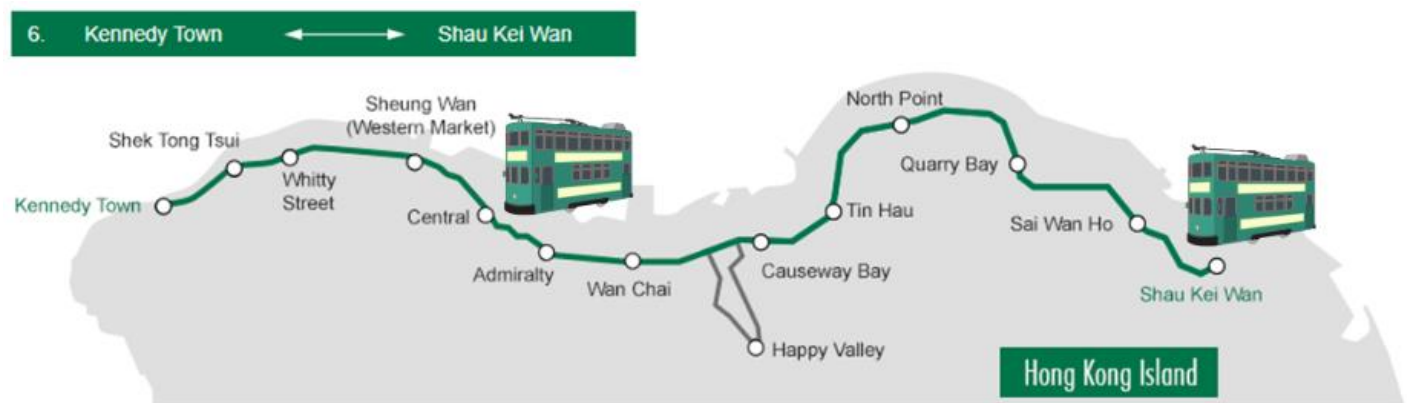 6. Kennedy Town Shau Kei Wan
Sheung Wan
(Western Market)
Shek Tong Tsui
Whitty
Street
Kennedy Town
Central
Admiralty
Wan Chai
Causeway Bay
Happy Valley
Tin Hau
North Point
Quarry Bay
Sai Wan Ho
Shau Kei Wan
Hong Kong Island